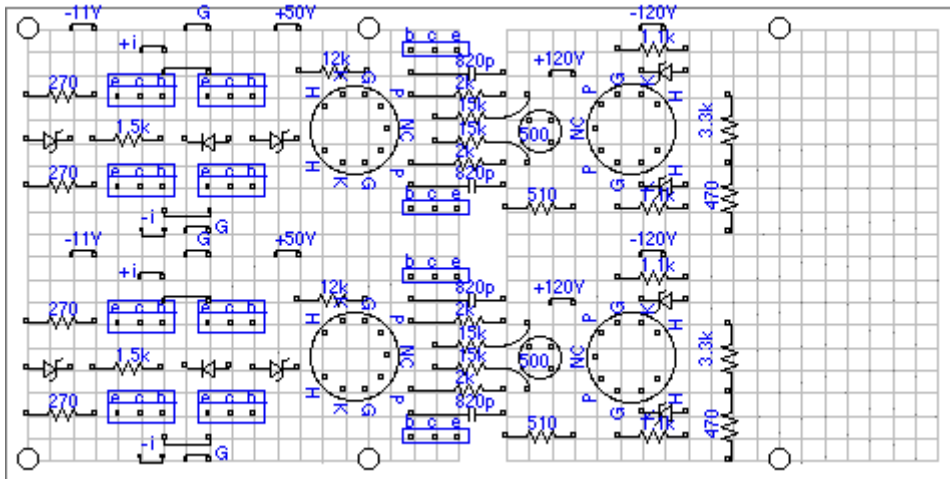 -11V G +50V -120V
+i b c e 1.1k
12k 820p +120V
270 e c b e c b H K G P 2k P G K H
15k
1.5k NC 15k 500 NC 3.3k
2k
270 e c b e c b H K G P 820p P G 1.1k H
b c e 510 470
-i G
-11V G +50V -120V
+i b c e 1.1k
12k 820p +120V
270 e c b e c b H K G P 2k P G K H
15k
1.5k NC 15k 500 NC 3.3k
2k
270 e c b e c b H K G P 820p P G 1.1k H
b c e 510 470
-i G